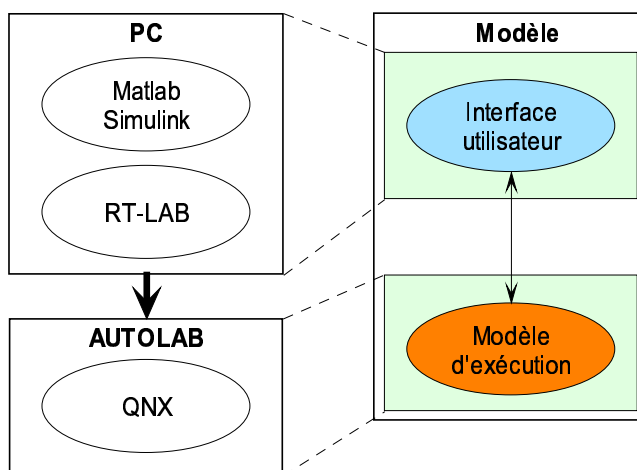 PC
Matlab
Simulink
RT-LAB
AUTOLAB
QNX
Modèle
Interface
utilisateur
Modèle
d'exécution